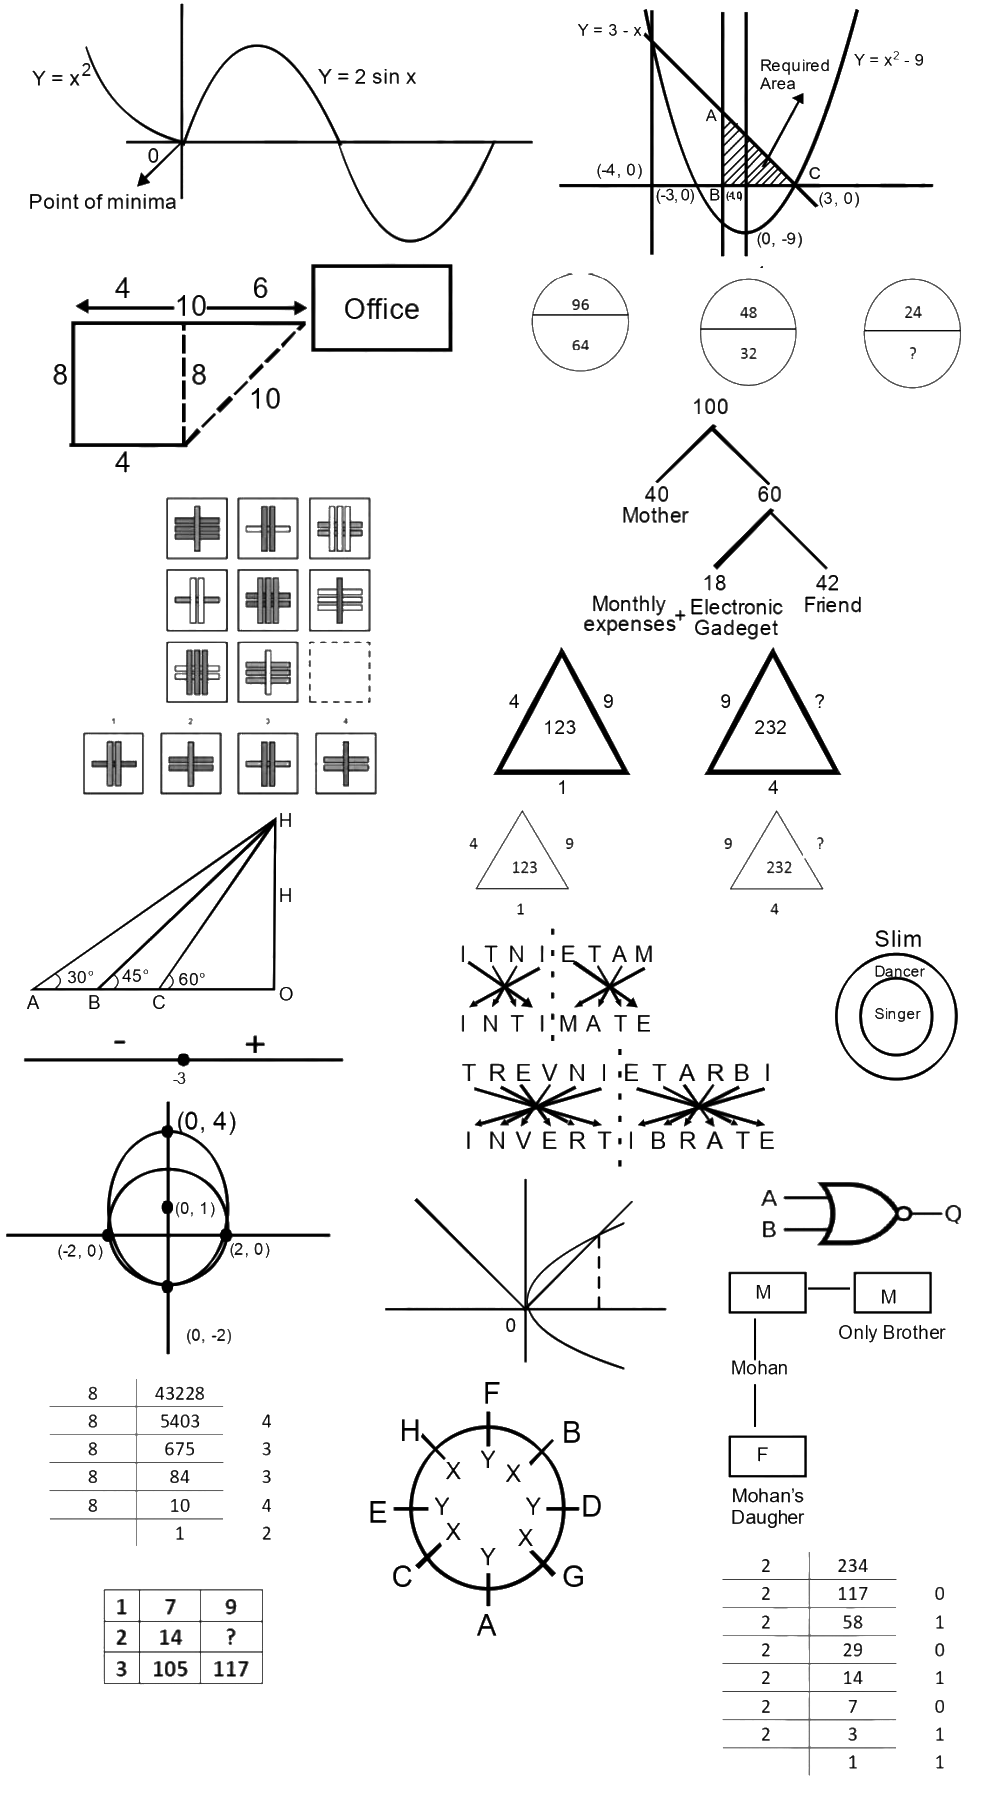 Y = x²
Y = 2 sin x
0
Point of minima
Y = 3 - x
Y = x² - 9
Required
Area
A
(-4, 0)
C
(-3, 0)
B
(3, 0)
(0, -9)
4 10 6
Office
8
8
10
4
96
64
48
32
24
?
100
40
Mother
60
18
42
Monthly
expenses
+
Electronic
Gadeget
Friend
1 2 3 4
4 9
123
1
9 ?
232
4
4 9
123
1
9 ?
232
4
H
H
30°
45°
60°
A
B
C
O
I T N I E T A M
I N T I M A T E
Slim
Dancer
Singer
- +
-3
T R E V N I E T A R B I
I N V E R T I B R A T E
(0, 4)
(0, 1)
(-2, 0)
(2, 0)
(0, -2)
0
A
B
Q
M
M
Only Brother
Mohan
F
Mohan's
Daugher
8 43228
8 5403 4
8 675 3
8 84 3
8 10 4
1 2
F
H
B
X Y X
E Y Y D
X X
Y
C
G
A
1 7 9
2 14 ?
3 105 117
2 234
2 117 0
2 58 1
2 29 0
2 14 1
2 7 0
2 3 1
1 1